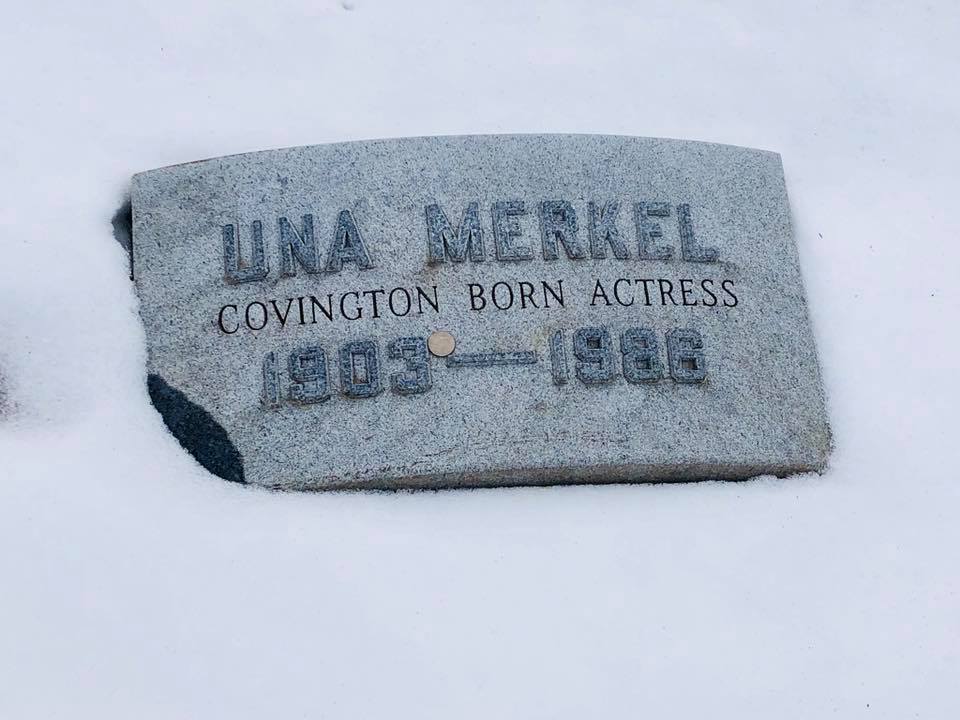 UNA MERKEL
COVINGTON BORN ACTRESS
1903 — 1986